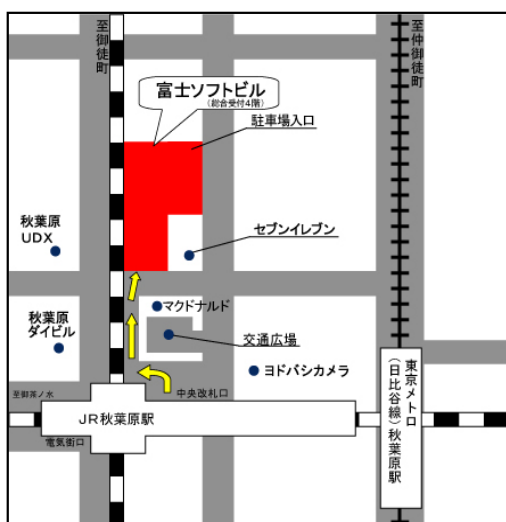 至御徒町
至仲御徒町
富士ソフトビル
(総合受付4階)
駐車場入口
秋葉原
UDX
セブンイレブン
マクドナルド
秋葉原
ダイビル
交通広場
ヨドバシカメラ
至御茶ノ水
中央改札口
JR秋葉原駅
電気街口
東京メトロ
(日比谷線)秋葉原駅